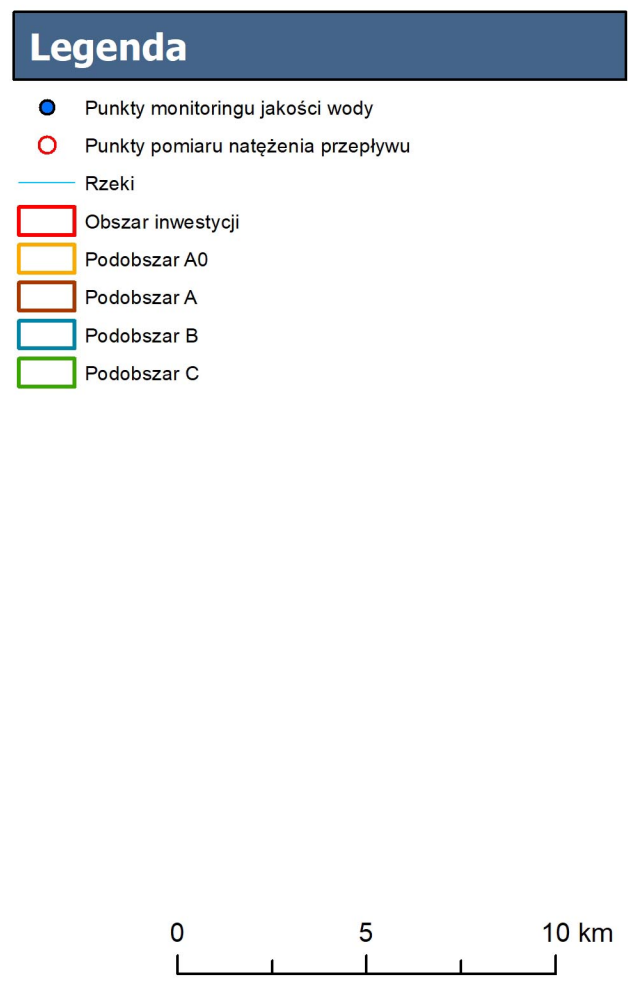 Legenda
Punkty monitoringu jakości wody
Punkty pomiaru natężenia przepływu
Rzeki
Obszar inwestycji
Podobszar A0
Podobszar A
Podobszar B
Podobszar C
0 5 10 km